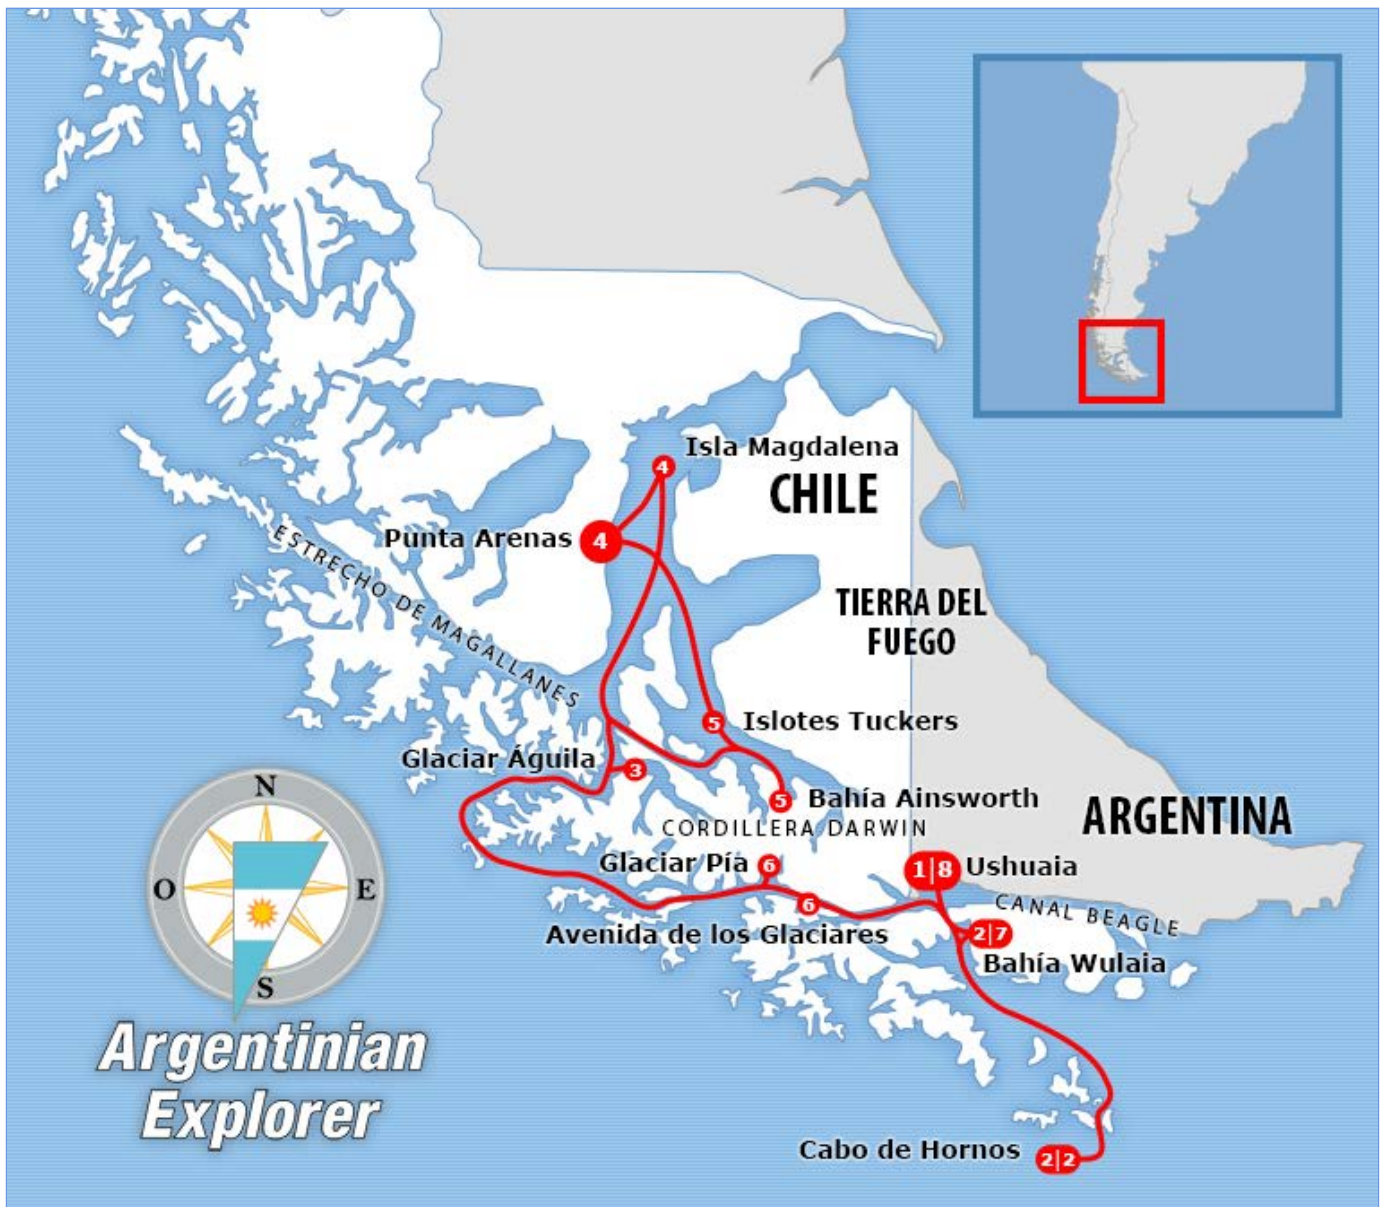 Isla Magdalena
4
CHILE
Punta Arenas
4
ESTRECHO DE MAGALLANES
TIERRA DEL
FUEGO
5
Islotes Tuckers
Glaciar Águila
3
5
Bahía Ainsworth
CORDILLERA DARWIN
ARGENTINA
Glaciar Pía
6
1|8
Ushuaia
6
CANAL BEAGLE
Avenida de los Glaciares
2|7
Bahía Wulaia
N
O
E
S
Argentinian
Explorer
Cabo de Hornos
2|2